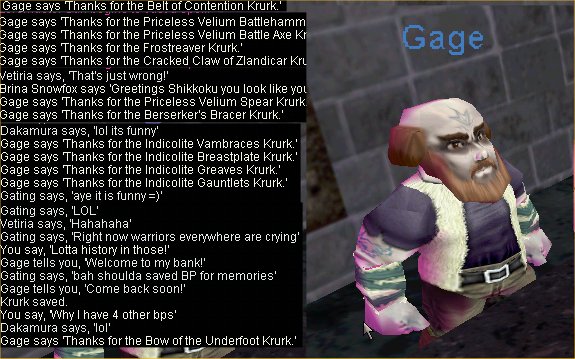 Gage says 'Thanks for the Belt of Contention Krurk.'
Gage says 'Thanks for the Priceless Velium Battlehamm
Gage says 'Thanks for the Priceless Velium Battle Axe Kr
Gage says 'Thanks for the Frostreaver Krurk.'
Gage says 'Thanks for the Cracked Claw of Zlandicar Kru
Vetiria says, 'That's just wrong!'
Brina Snowfox says 'Greetings Shikkoku you look like you
Gage says 'Thanks for the Priceless Velium Spear Krurk
Gage says 'Thanks for the Berserker's Bracer Krurk.'
Dakamura says, 'lol its funny'
Gage says 'Thanks for the Indicolite Vambraces Krurk.'
Gage says 'Thanks for the Indicolite Breastplate Krurk.'
Gage says 'Thanks for the Indicolite Greaves Krurk.'
Gage says 'Thanks for the Indicolite Gauntlets Krurk.'
Gating says, 'aye it is funny =)'
Gating says, 'LOL'
Vetiria says, 'Hahahaha'
Gating says, 'Right now warriors everywhere are crying'
You say, 'Lotta history in those!'
Gage tells you, 'Welcome to my bank!'
Gating says, 'bah shoulda saved BP for memories'
Gage tells you, 'Come back soon!'
Krurk saved.
You say, 'Why I have 4 other bps'
Dakamura says, 'lol'
Gage says 'Thanks for the Bow of the Underfoot Krurk.'
Gage